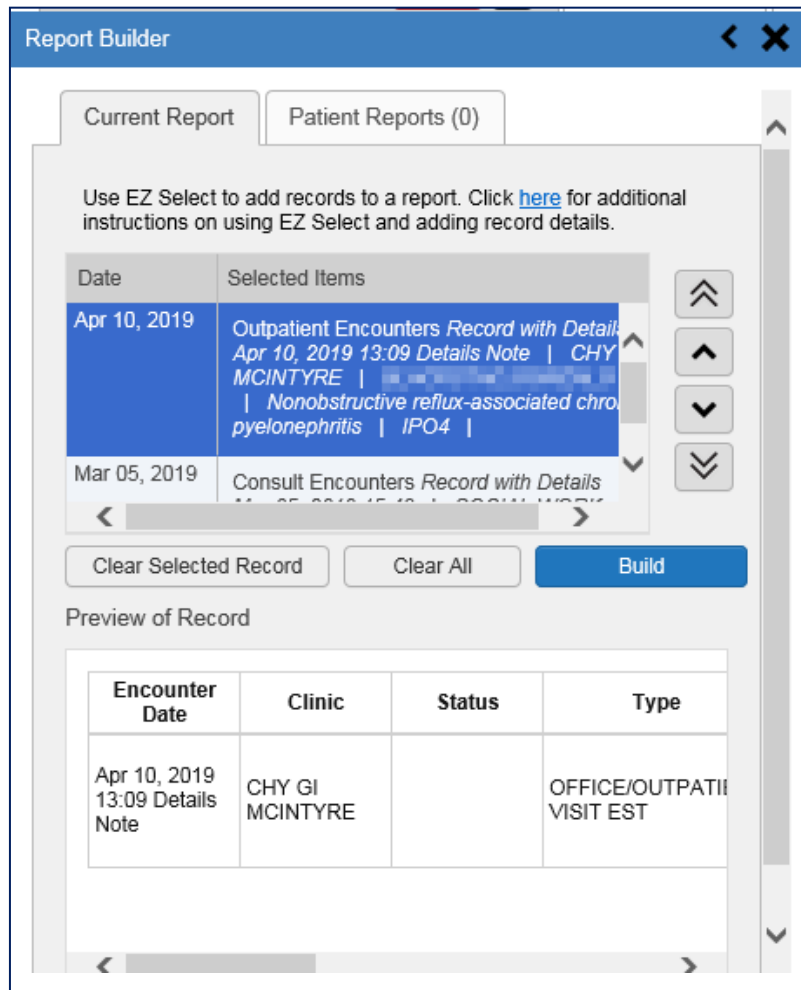 Report Builder
Current Report
Patient Reports (0)
Use EZ Select to add records to a report. Click here for additional
instructions on using EZ Select and adding record details.
Date Selected Items
Apr 10, 2019
Outpatient Encounters Record with
Apr 10, 2019 13:09 Details Note | CHY
MCINTYRE |
| Nonobstructive reflux-associated
pyelonephritis | IPO4 |
Mar 05, 2019
Consult Encounters Record with Details
Clear Selected Record
Clear All
Build
Preview of Record
Encounter
Date
Clinic
Status
Type
Apr 10, 2019
13:09 Details
Note
CHY GI
MCINTYRE
VISIT EST